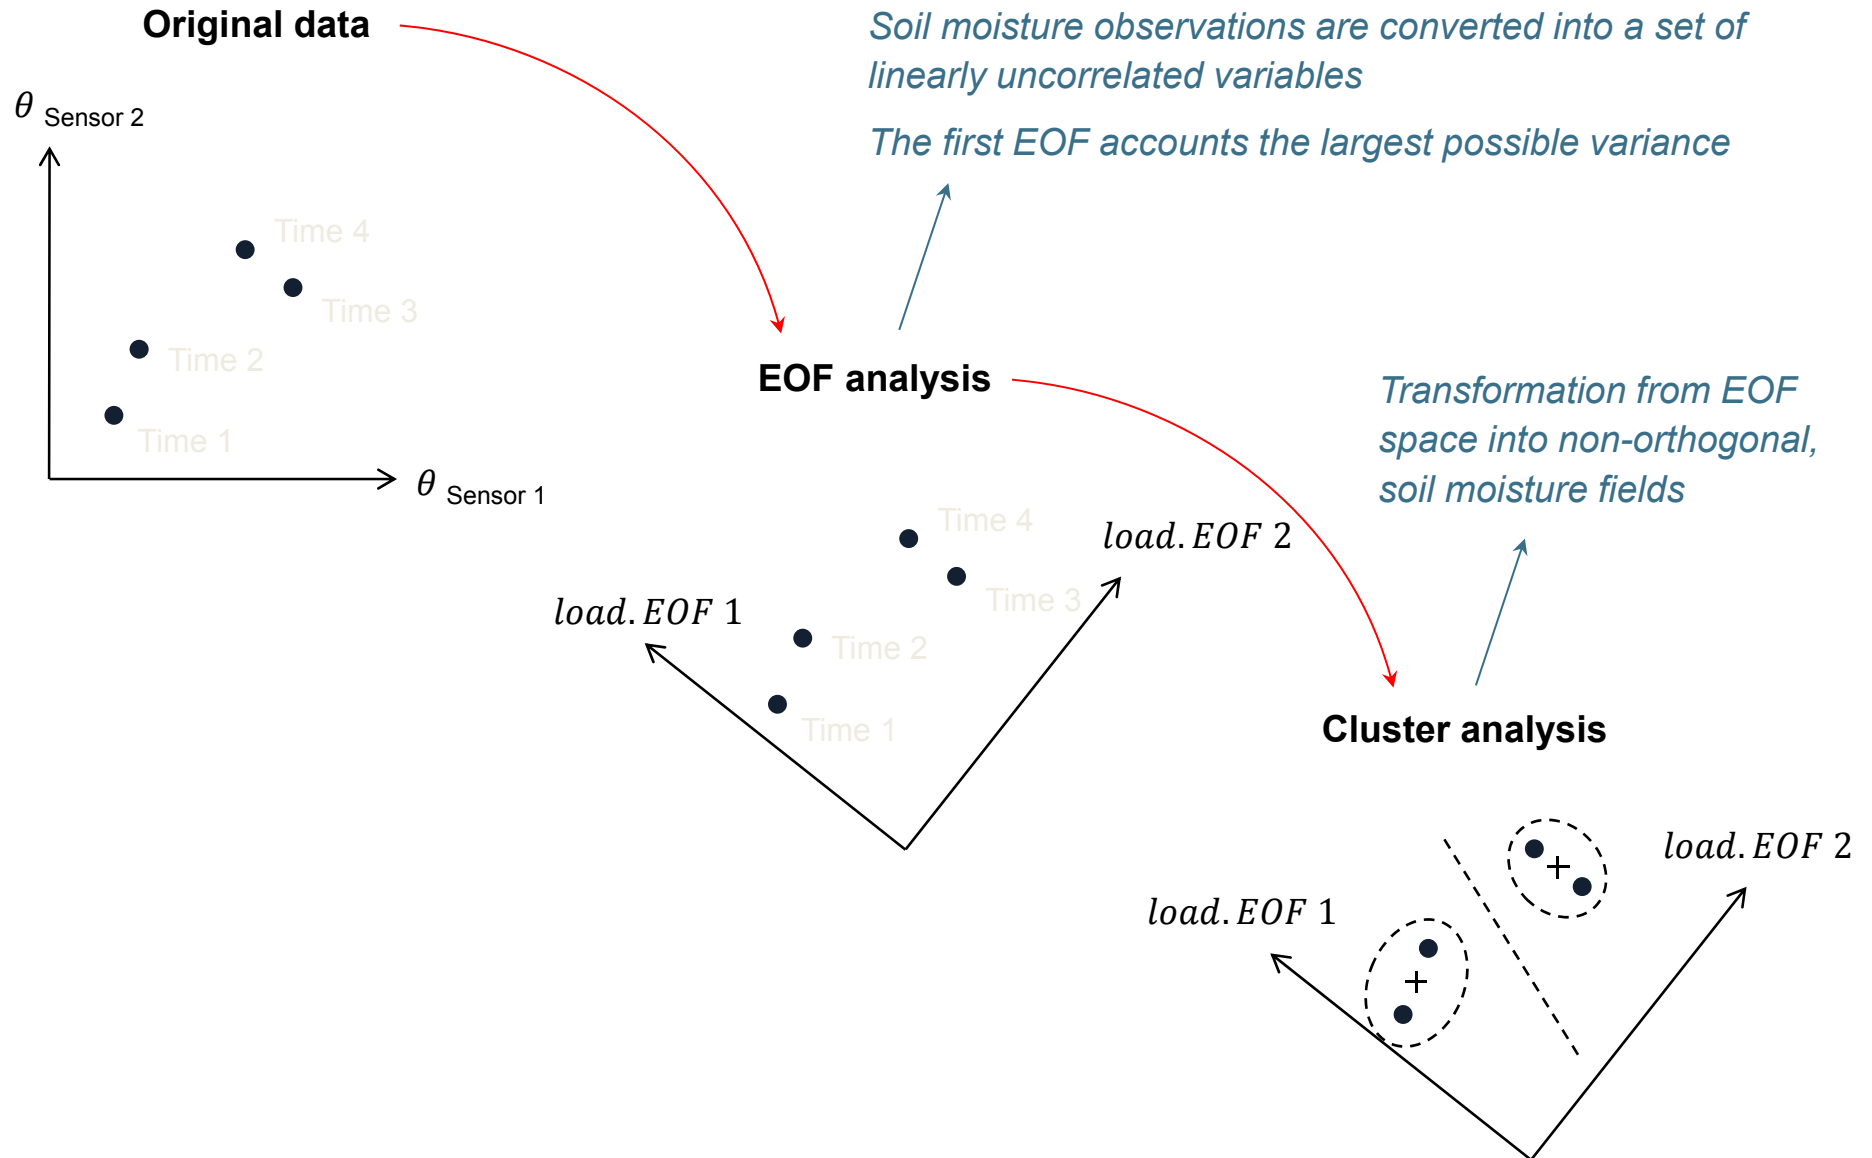 Original data
Soil moisture observations are converted into a set of
linearly uncorrelated variables
The first EOF accounts the largest possible variance
θ Sensor 2
Time 4
Time 3
Time 2
Time 1
θ Sensor 1
EOF analysis
Transformation from EOF
space into non-orthogonal,
soil moisture fields
load. EOF 1
load. EOF 2
Time 4
Time 3
Time 2
Time 1
Cluster analysis
load. EOF 1
load. EOF 2